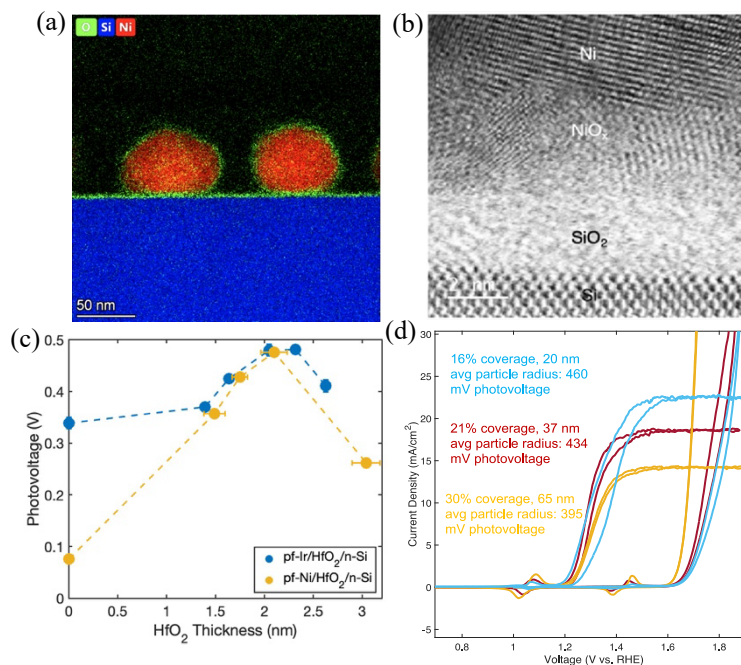 (a)
O Si Ni
50 nm
(b)
Ni
NiOx
SiO2
Si
2 nm
(c)
0.5
0.4
0.3
0.2
0.1
0
Photovoltage (V)
pf-Ir/HfO2/n-Si
pf-Ni/HfO2/n-Si
0 0.5 1 1.5 2 2.5 3
HfO2 Thickness (nm)
(d)
30
25
20
15
10
5
0
-5
Current Density (mA/cm2)
16% coverage, 20 nm
avg particle radius: 460
mV photovoltage
21% coverage, 37 nm
avg particle radius: 434
mV photovoltage
30% coverage, 65 nm
avg particle radius: 395
mV photovoltage
0.8 1 1.2 1.4 1.6 1.8
Voltage (V vs. RHE)